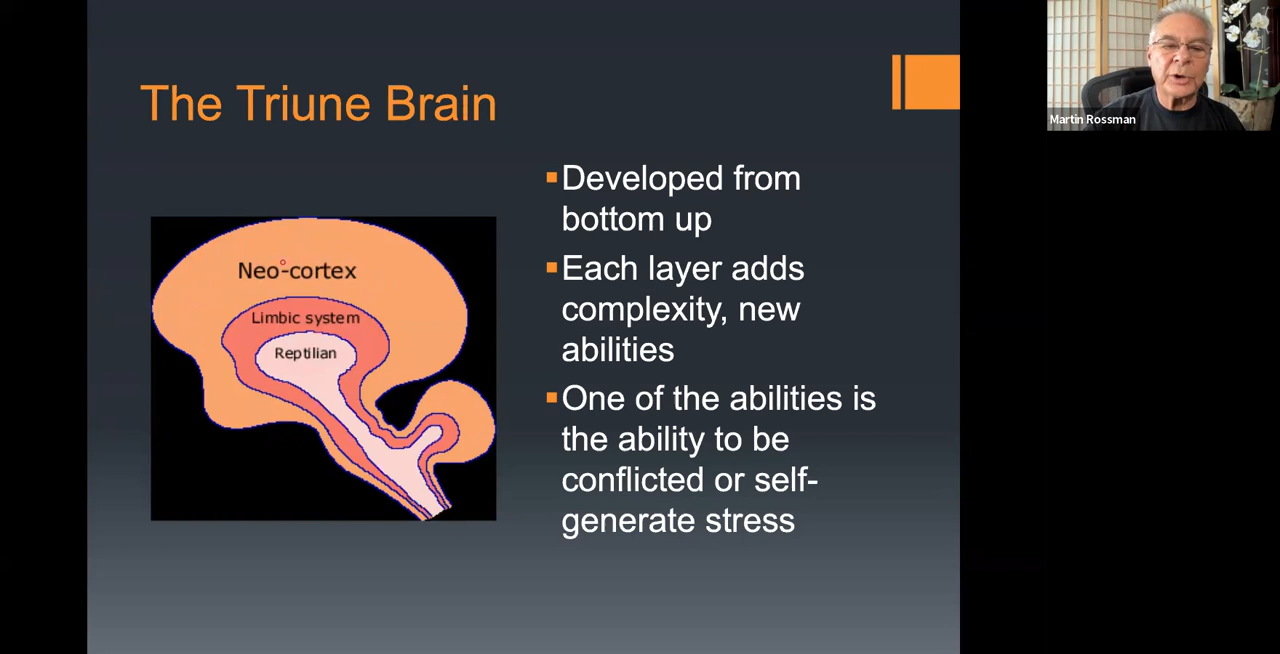 The Triune Brain
Neo-cortex
Limbic system
Reptilian
Developed from
bottom up
Each layer adds
complexity, new
abilities
One of the abilities is
the ability to be
conflicted or self-
generate stress
Martin Rossman